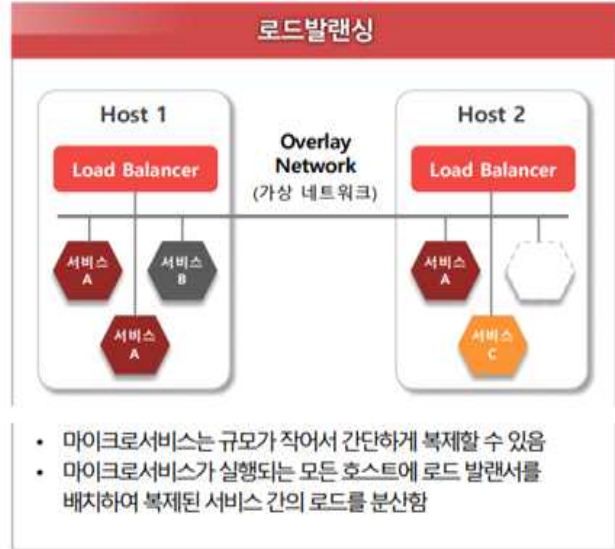 로드발랜싱
Host 1
Host 2
Load Balancer
Overlay
Network
(가상 네트워크)
Load Balancer
서비스
A
서비스
B
서비스
A
서비스
A
서비스
C
• 마이크로서비스는 규모가 작어서 간단하게 복제할 수 있음
• 마이크로서비스가 실행되는 모든 호스트에 로드 발랜서를
배치하여 복제된 서비스 간의 로드를 분산함